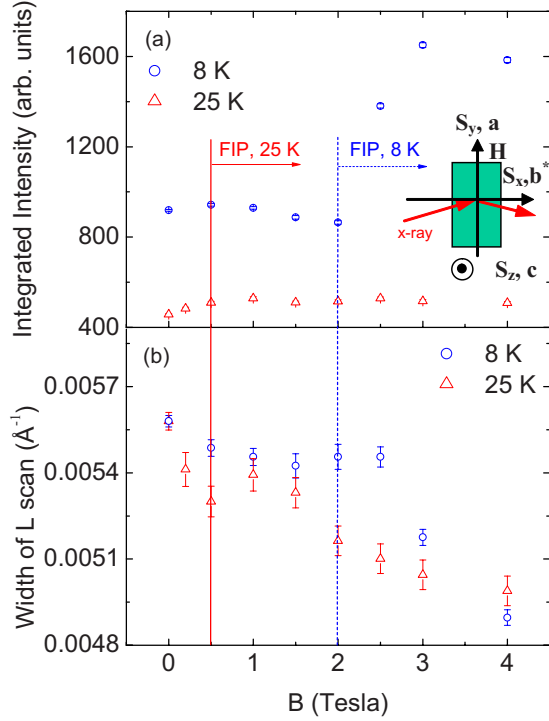 (a)
8 K
25 K
FIP, 25 K
FIP, 8 K
S_y, a
H
S_x,b*
x-ray
S_z, c
1600
1200
800
400
Integrated Intensity (arb. units)
(b)
8 K
25 K
0.0057
0.0054
0.0051
0.0048
Width of L scan (Å⁻¹)
0 1 2 3 4
B (Tesla)